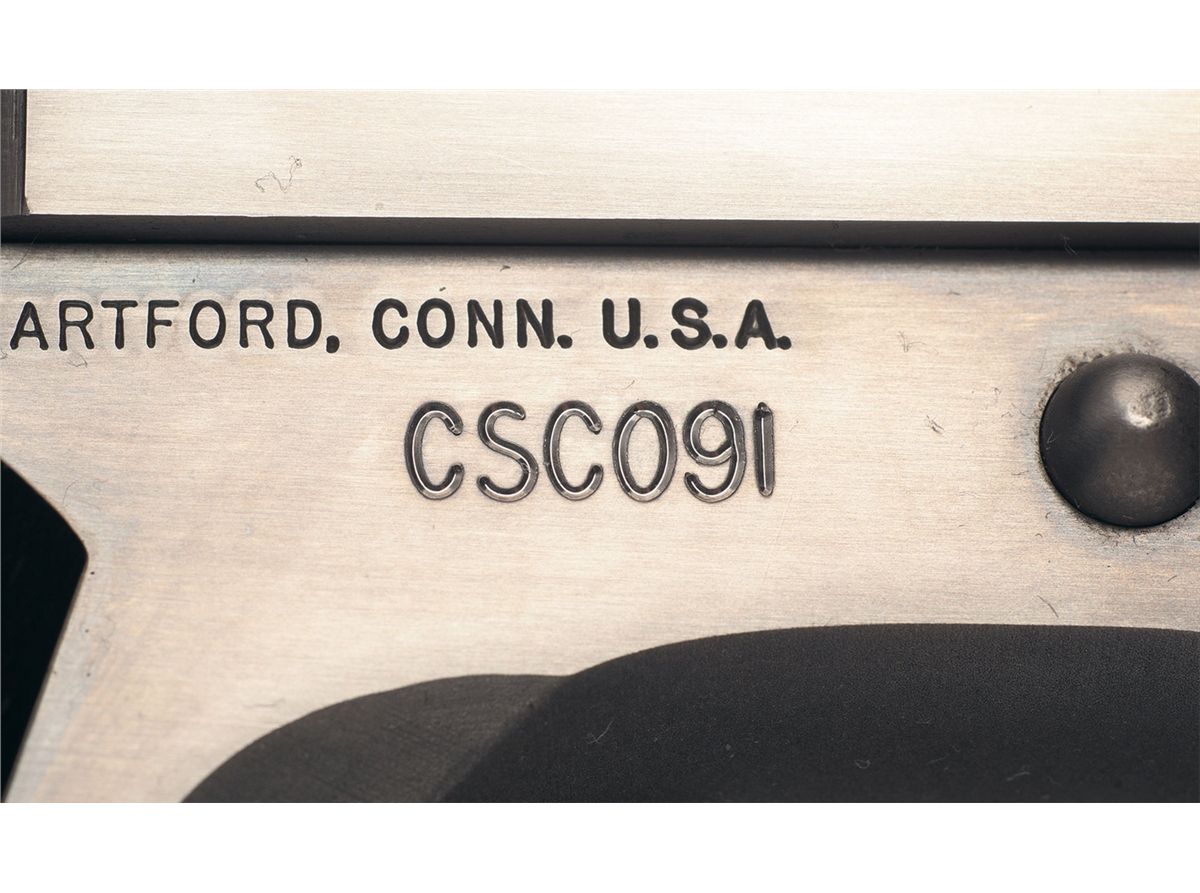 ARTFORD, CONN. U.S.A.
CSC091